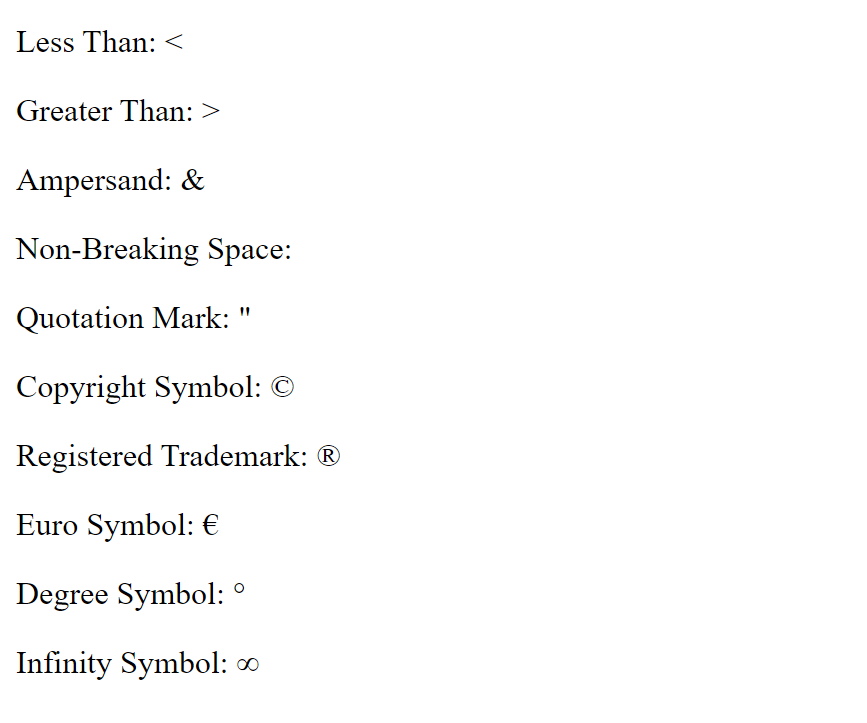 Less Than: <
Greater Than: >
Ampersand: &
Non-Breaking Space:
Quotation Mark: "
Copyright Symbol: ©
Registered Trademark: ®
Euro Symbol: €
Degree Symbol: °
Infinity Symbol: ∞